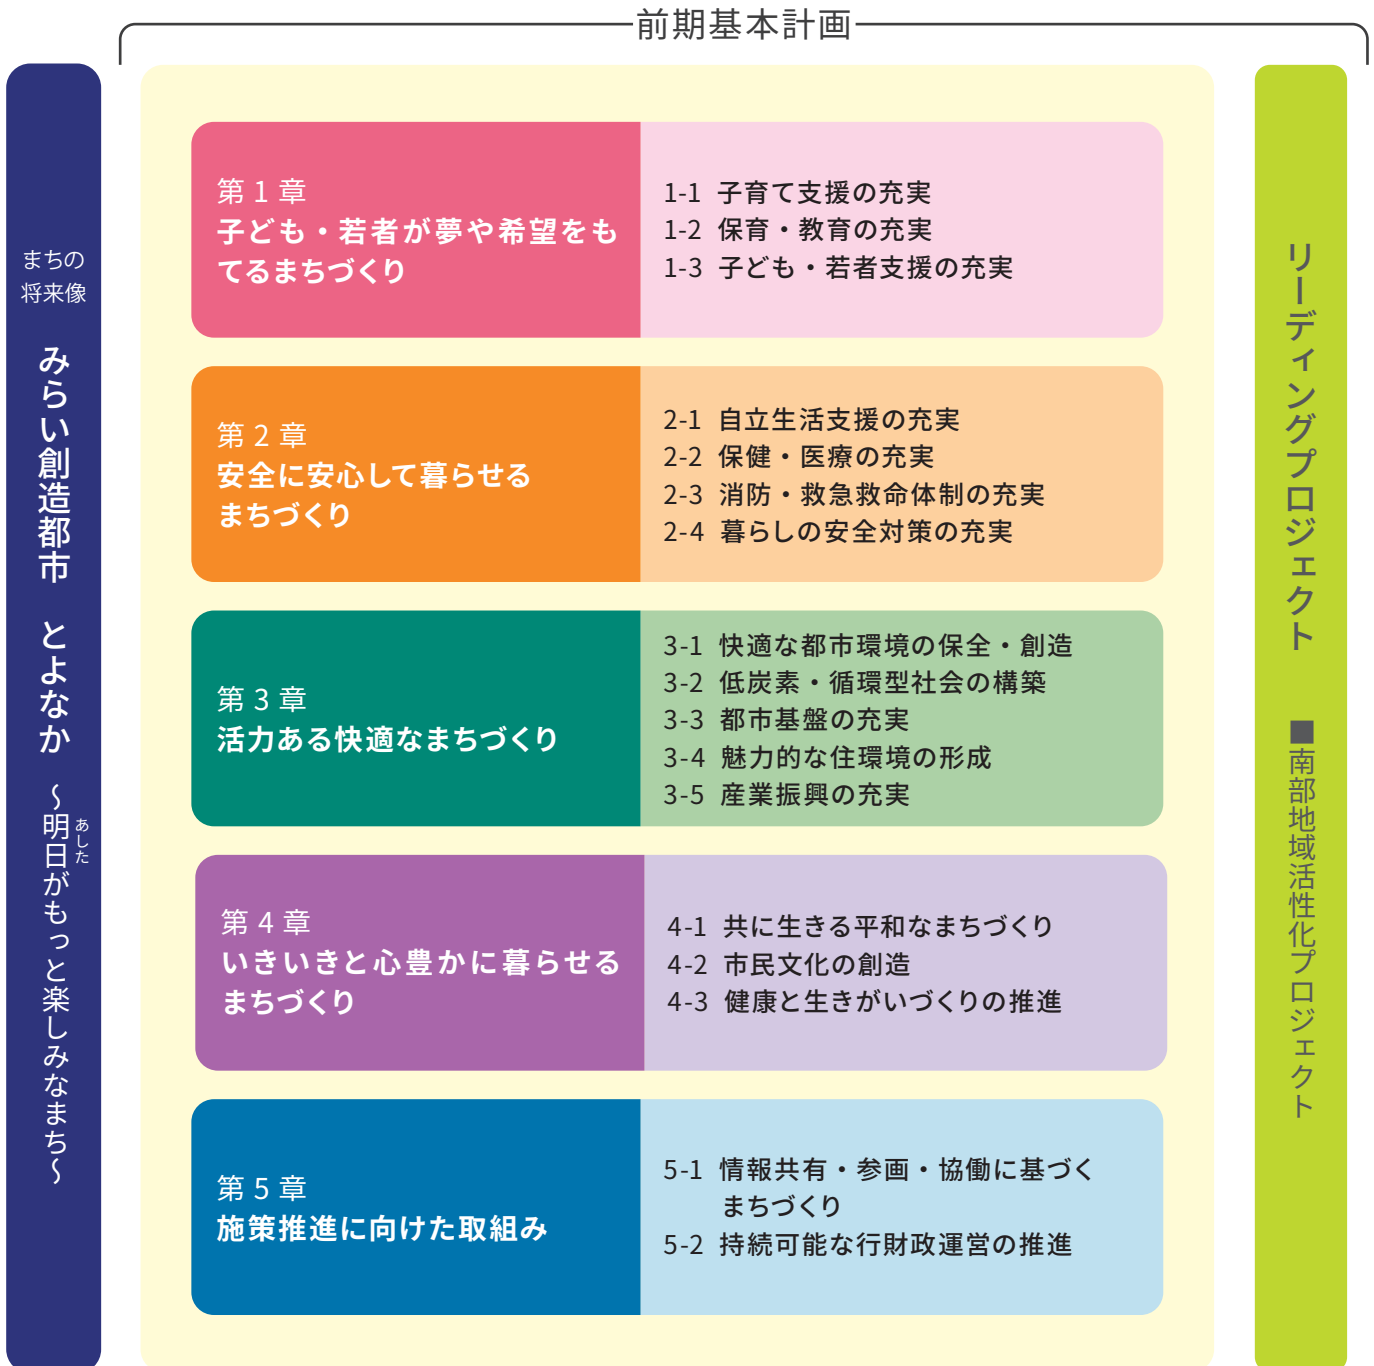 前期基本計画
まちの
将来像
みらい創造都市 とよなか
~明日がもっと楽しみなまち~
あした
第 1 章
子ども・若者が夢や希望をも
てるまちづくり
1-1 子育て支援の充実
1-2 保育・教育の充実
1-3 子ども・若者支援の充実
第 2 章
安全に安心して暮らせる
まちづくり
2-1 自立生活支援の充実
2-2 保健・医療の充実
2-3 消防・救急救命体制の充実
2-4 暮らしの安全対策の充実
第 3 章
活力ある快適なまちづくり
3-1 快適な都市環境の保全・創造
3-2 低炭素・循環型社会の構築
3-3 都市基盤の充実
3-4 魅力的な住環境の形成
3-5 産業振興の充実
第 4 章
いきいきと心豊かに暮らせる
まちづくり
4-1 共に生きる平和なまちづくり
4-2 市民文化の創造
4-3 健康と生きがいづくりの推進
第 5 章
施策推進に向けた取組み
5-1 情報共有・参画・協働に基づく
まちづくり
5-2 持続可能な行財政運営の推進
リーディングプロジェクト
■南部地域活性化プロジェクト